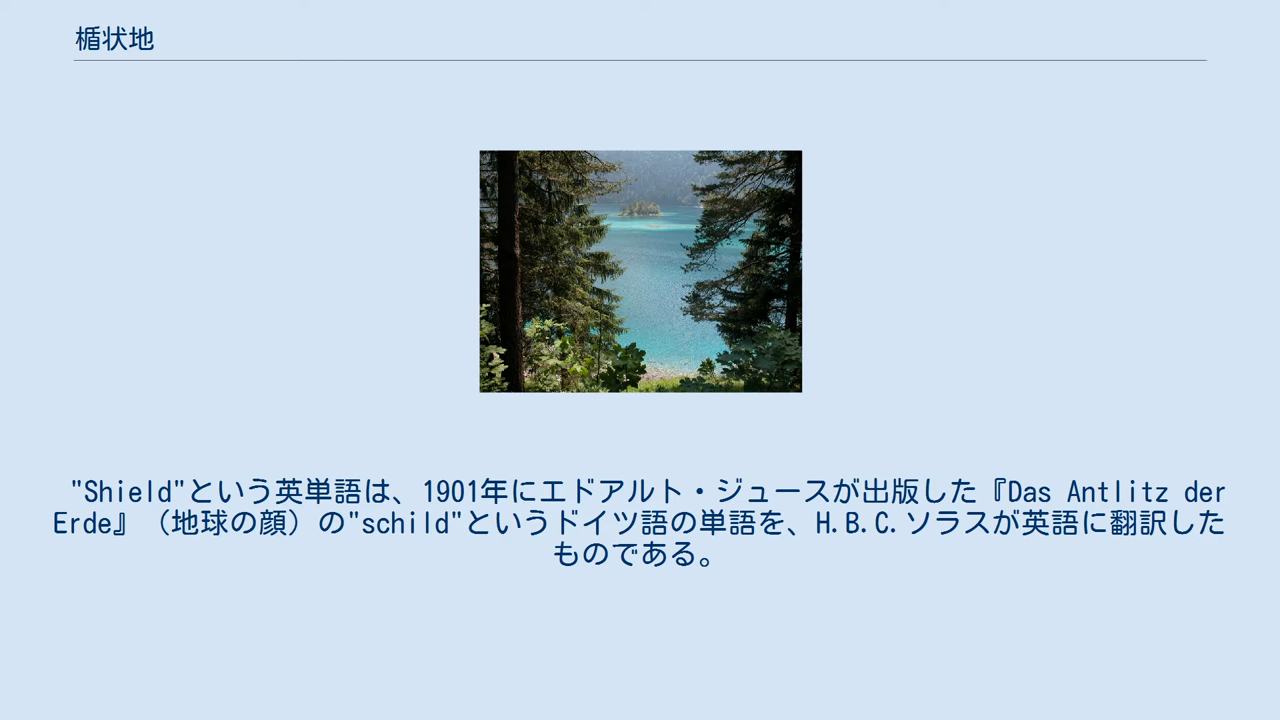 楯状地
"Shield"という英単語は、1901年にエドアルト・ジュースが出版した『Das Antlitz der
Erde』（地球の顔）の"schild"というドイツ語の単語を、H.B.C.ソラスが英語に翻訳した
ものである。